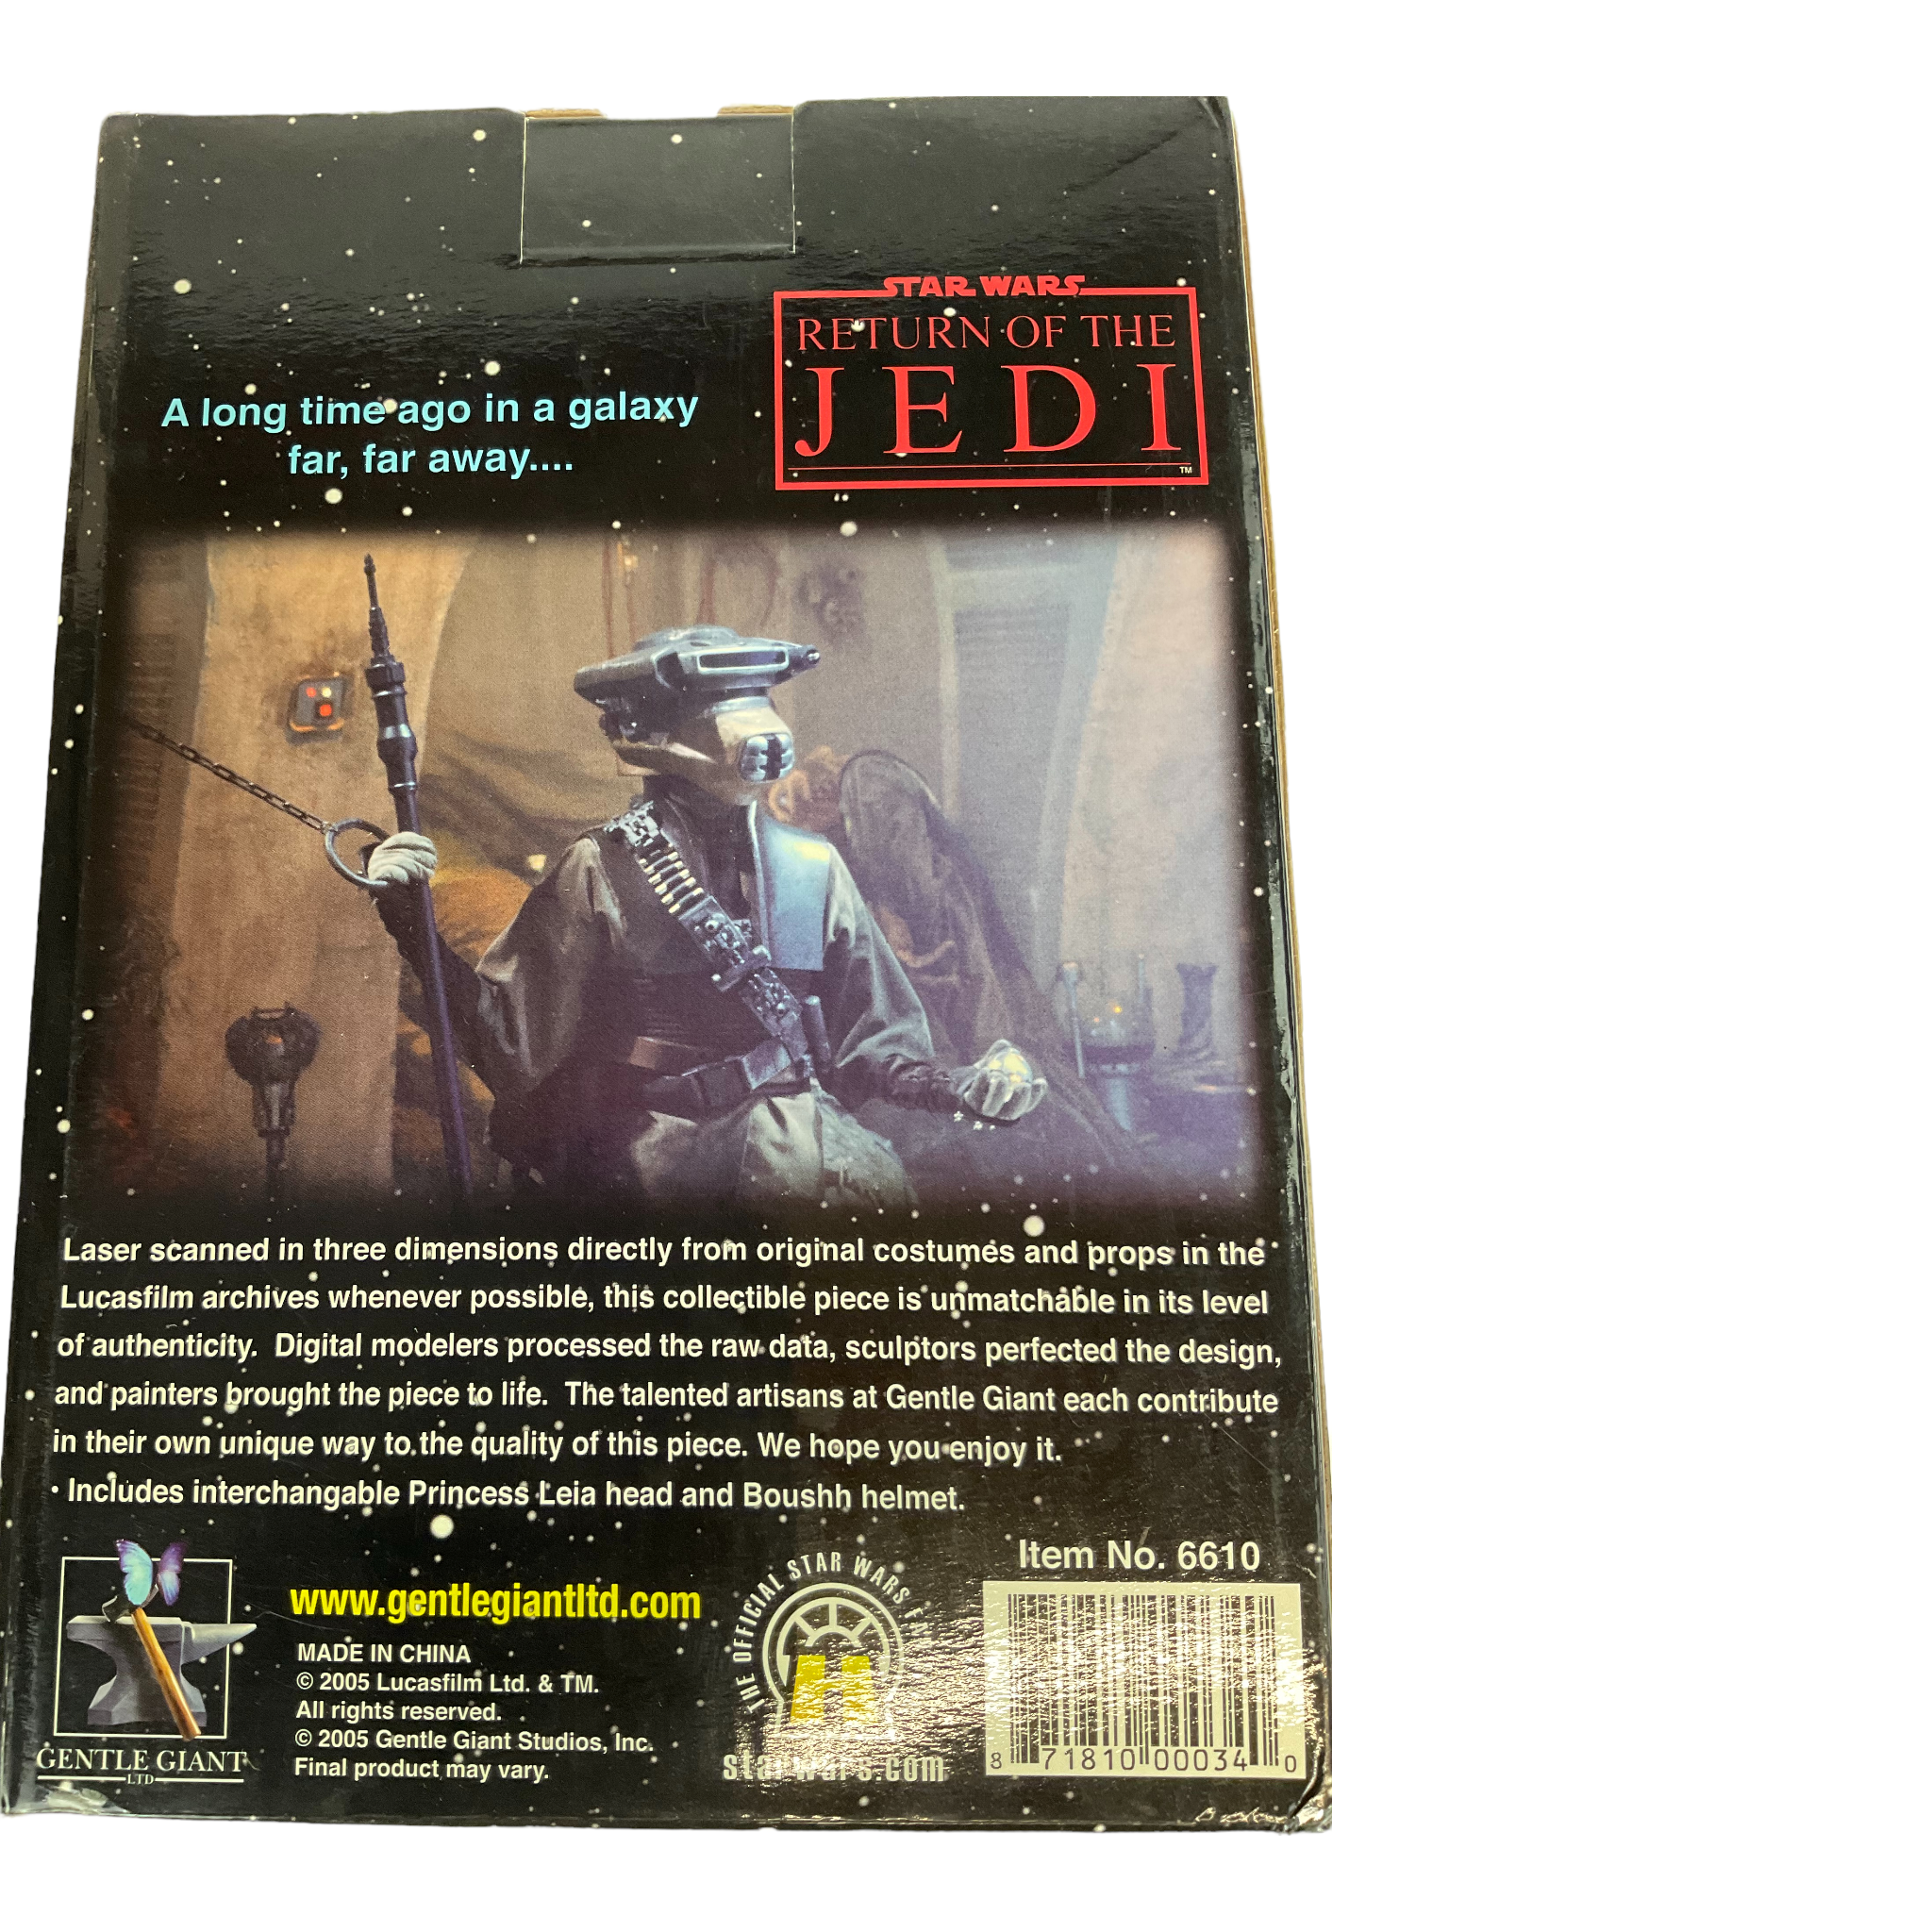 STAR WARS
RETURN OF THE
JEDI
TM
A long time ago in a galaxy
far, far away....
Laser scanned in three dimensions directly from original costumes and props in the
Lucasfilm archives whenever possible, this collectible piece is unmatchable in its level
of authenticity. Digital modelers processed the raw data, sculptors perfected the design,
and painters brought the piece to life. The talented artisans at Gentle Giant each contribute
in their own unique way to the quality of this piece. We hope you enjoy it.
· Includes interchangable Princess Leia head and Boushh helmet.
GENTLE GIANT
LTD
www.gentlegiantltd.com
MADE IN CHINA
© 2005 Lucasfilm Ltd. & TM.
All rights reserved.
© 2005 Gentle Giant Studios, Inc.
Final product may vary.
THE OFFICIAL STAR WARS
starwars.com
Item No. 6610
8 71810 00034 0